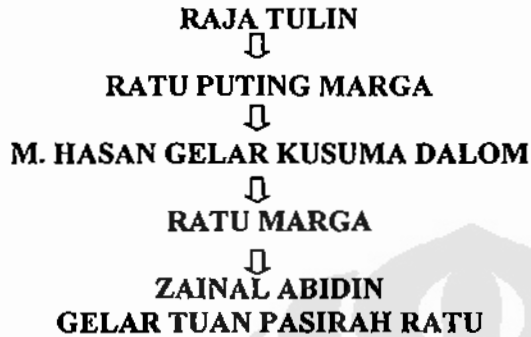 RAJA TULIN
RATU PUTING MARGA
M. HASAN GELAR KUSUMA DALOM
RATU MARGA
ZAINAL ABIDIN
GELAR TUAN PASIRAH RATU